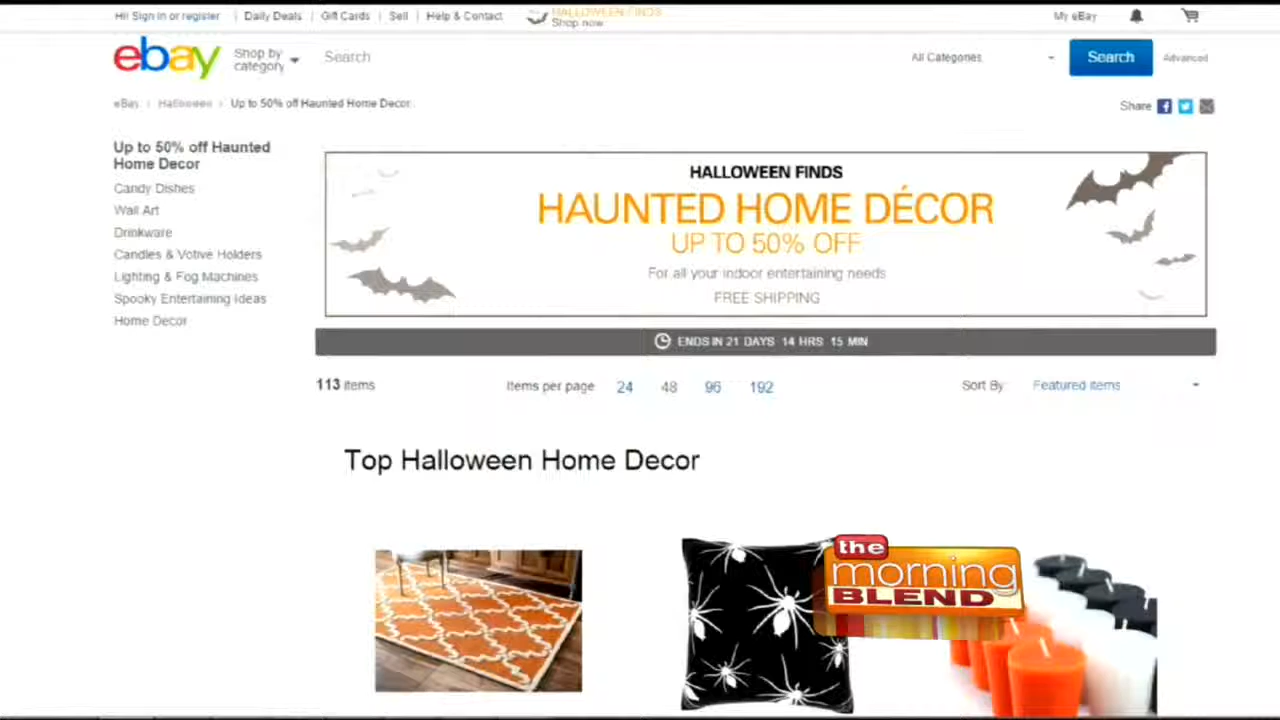 Hi! Sign in or register | Daily Deals | Gift Cards | Sell | Help & Contact
HALLOWEEN FINDS
Shop now
My eBay
ebay
Shop by
category
Search
All Categories
Search
Advanced
eBay › Halloween › Up to 50% off Haunted Home Decor
Share
Up to 50% off Haunted
Home Decor
Candy Dishes
Wall Art
Drinkware
Candles & Votive Holders
Lighting & Fog Machines
Spooky Entertaining Ideas
Home Decor
HALLOWEEN FINDS
HAUNTED HOME DÉCOR
UP TO 50% OFF
For all your indoor entertaining needs
FREE SHIPPING
ENDS IN 21 DAYS 14 HRS 15 MIN
113 items
Items per page 24 48 96 192
Sort By: Featured items
Top Halloween Home Decor
the
morning
BLEND